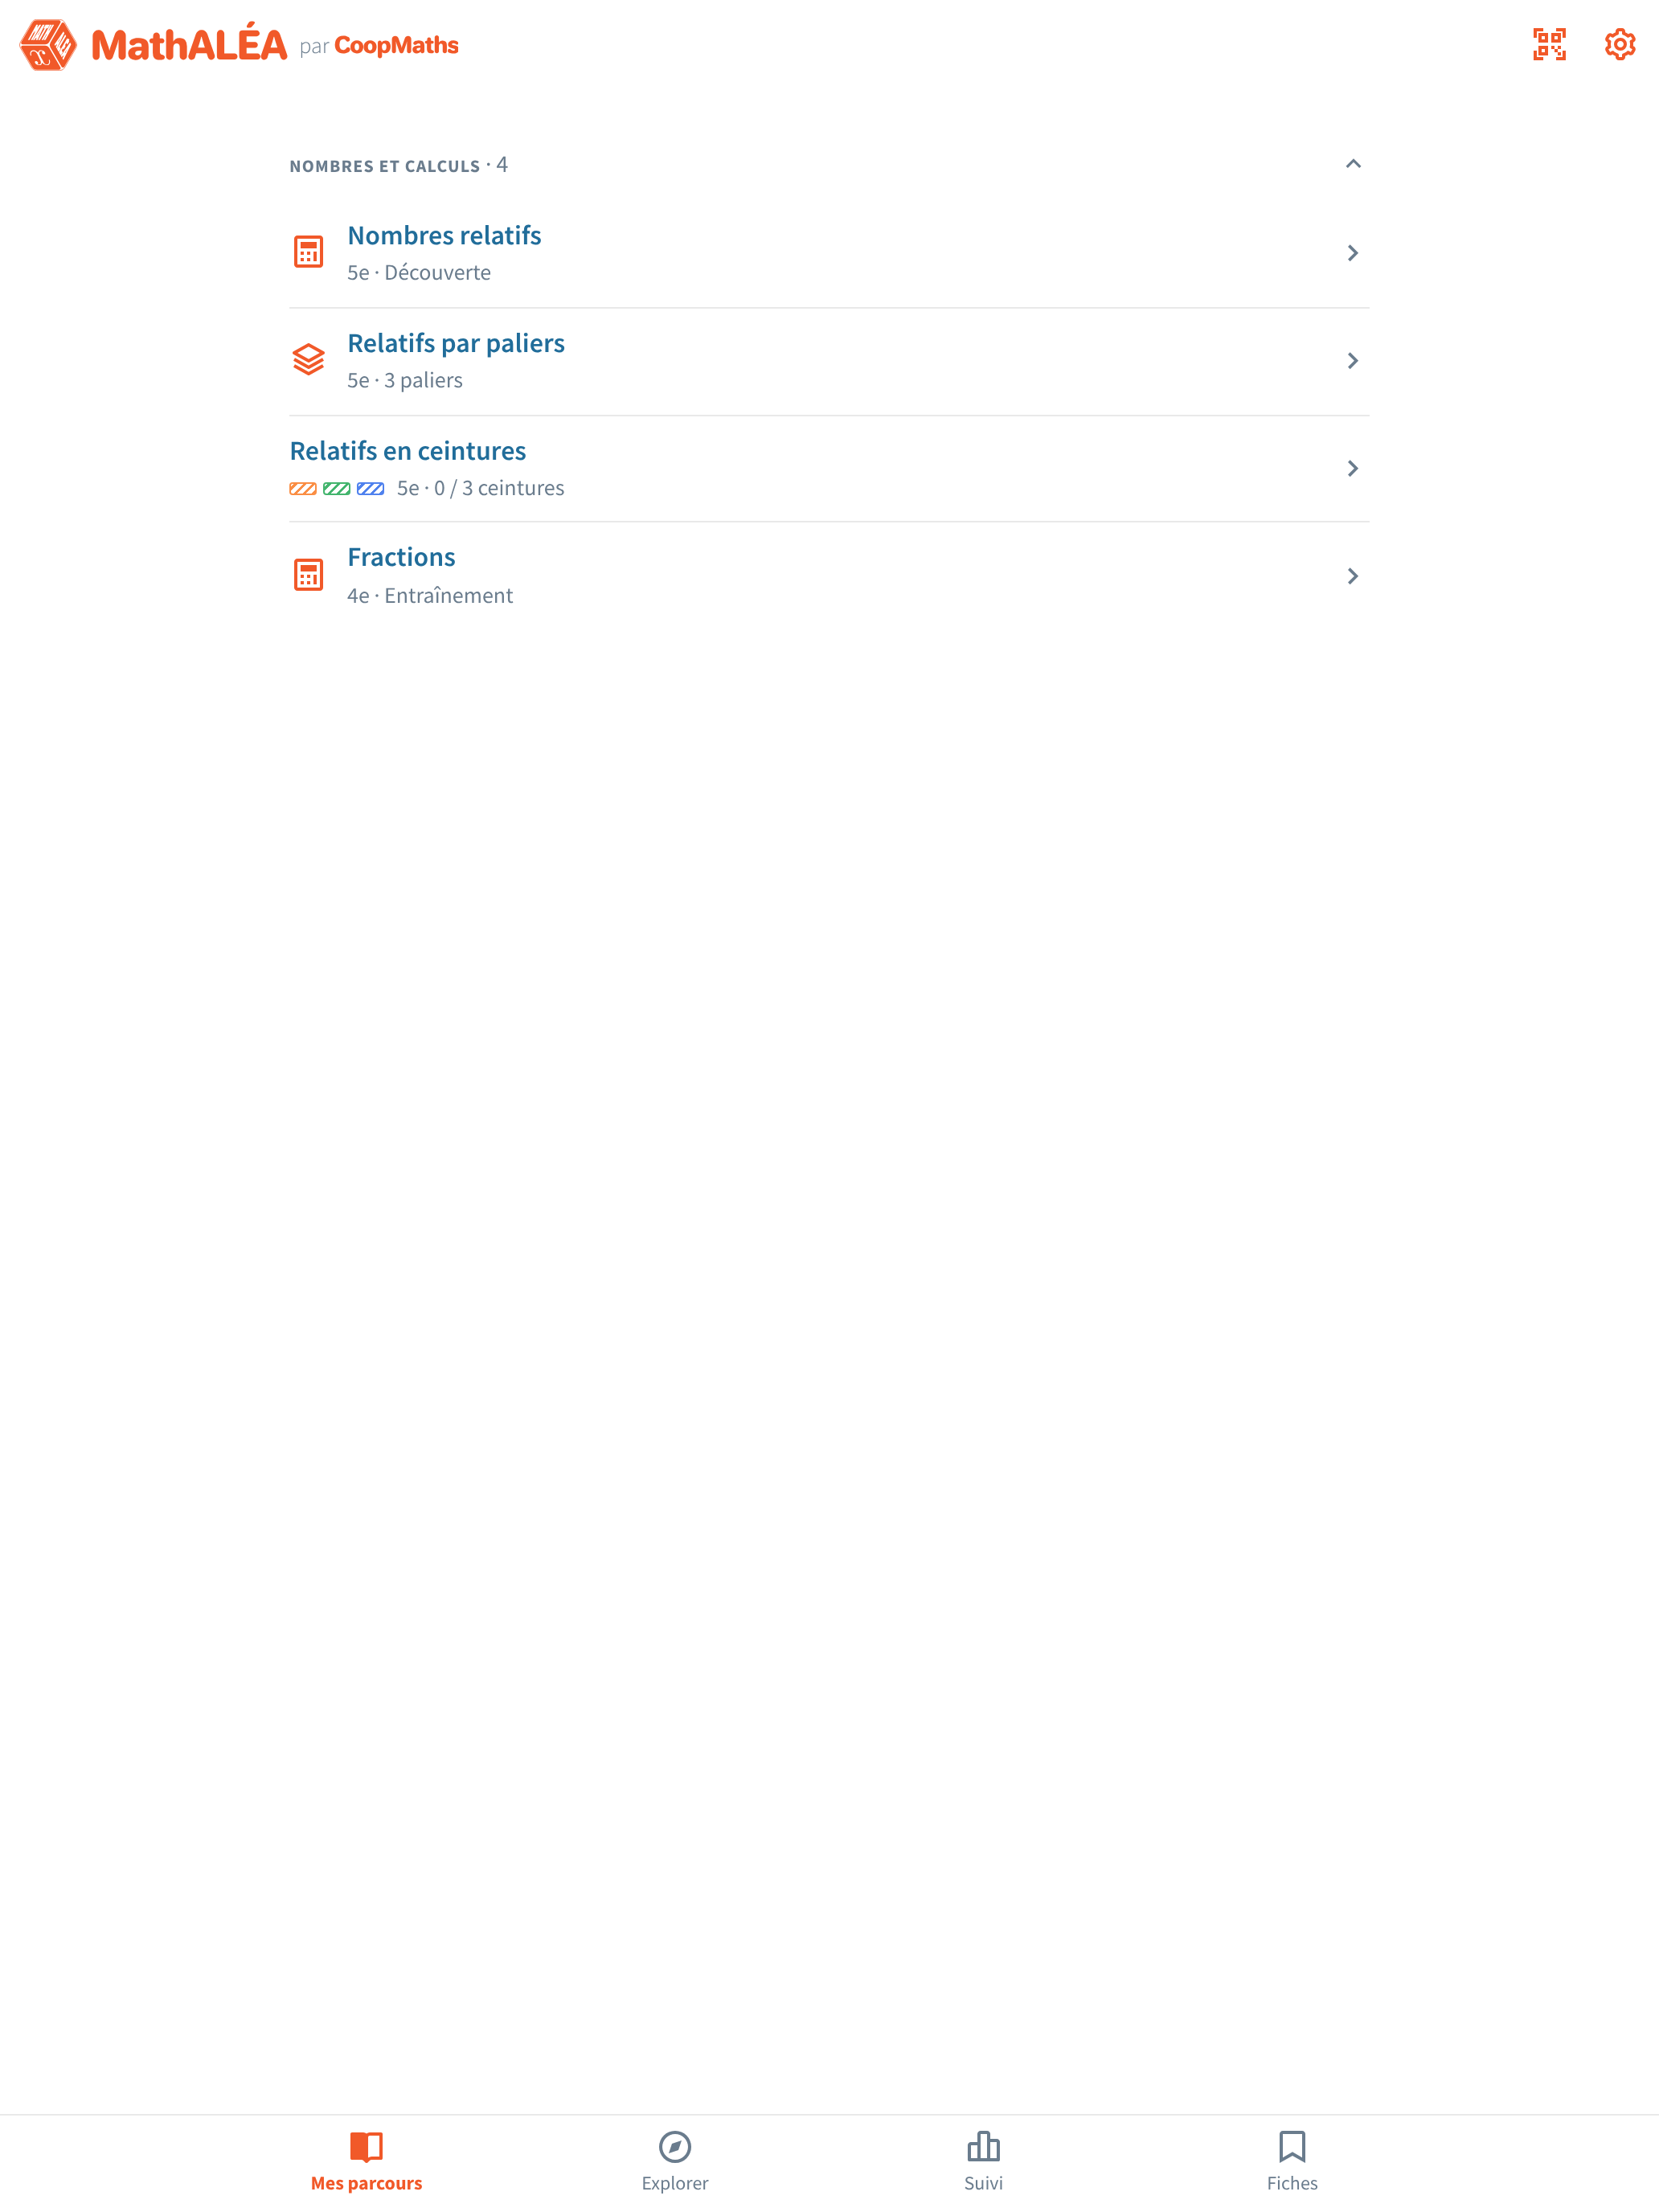 MathALÉA par CoopMaths
NOMBRES ET CALCULS · 4
Nombres relatifs
5e · Découverte
Relatifs par paliers
5e · 3 paliers
Relatifs en ceintures
5e · 0 / 3 ceintures
Fractions
4e · Entraînement
Mes parcours
Explorer
Suivi
Fiches